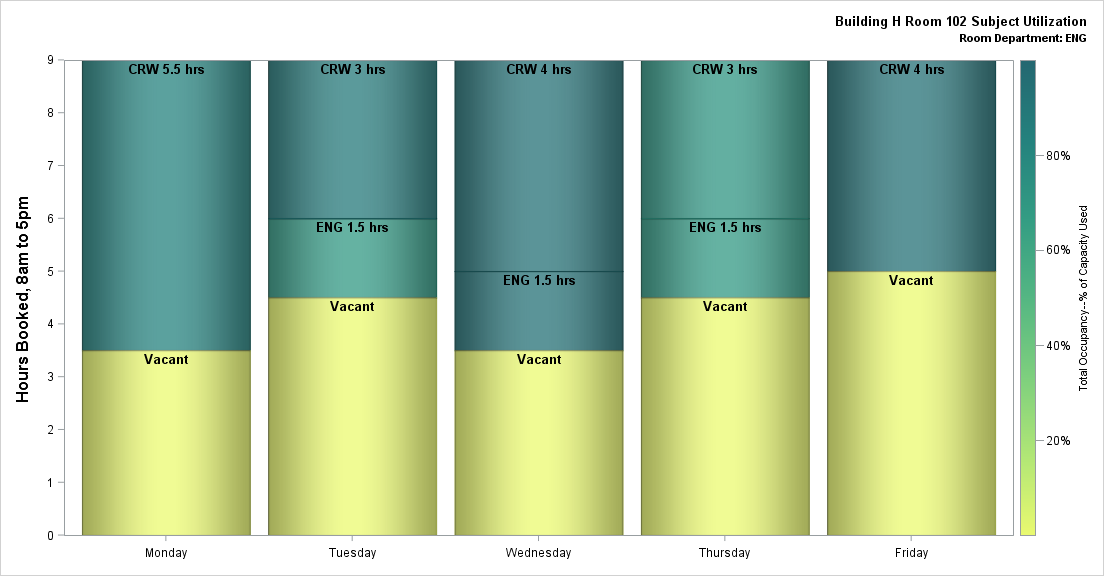 Building H Room 102 Subject Utilization
Room Department: ENG
Hours Booked, 8am to 5pm
9
8
7
6
5
4
3
2
1
0
CRW 5.5 hrs
Vacant
CRW 3 hrs
ENG 1.5 hrs
Vacant
CRW 4 hrs
ENG 1.5 hrs
Vacant
CRW 3 hrs
ENG 1.5 hrs
Vacant
CRW 4 hrs
Vacant
Monday
Tuesday
Wednesday
Thursday
Friday
80%
60%
40%
20%
Total Occupancy--% of Capacity Used